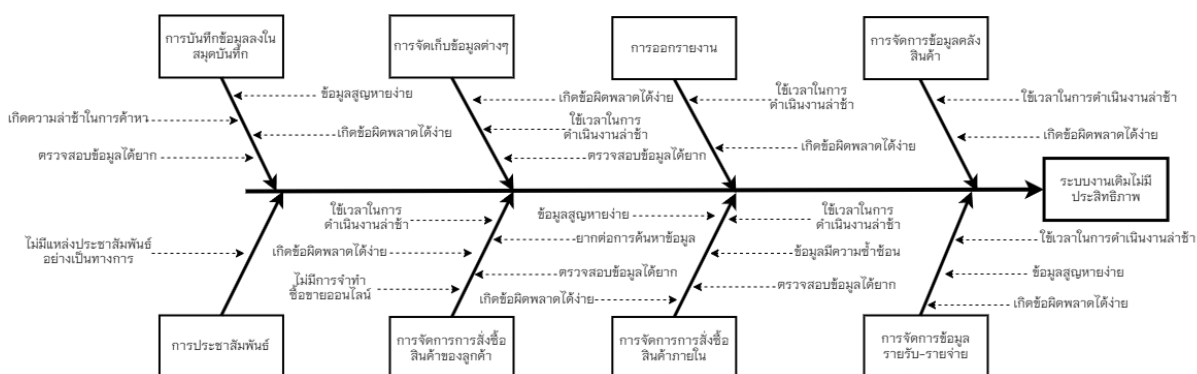 การบันทึกข้อมูลลงใน
สมุดบันทึก
การจัดเก็บข้อมูลต่างๆ
การออกรายงาน
การจัดการข้อมูลคลัง
สินค้า
ข้อมูลสูญหายง่าย
เกิดความล่าช้าในการค้าหา
เกิดข้อผิดพลาดได้ง่าย
ตรวจสอบข้อมูลได้ยาก
เกิดข้อผิดพลาดได้ง่าย
ใช้เวลาในการ
ดำเนินงานล่าช้า
ตรวจสอบข้อมูลได้ยาก
ใช้เวลาในการ
ดำเนินงานล่าช้า
เกิดข้อผิดพลาดได้ง่าย
ใช้เวลาในการดำเนินงานล่าช้า
เกิดข้อผิดพลาดได้ง่าย
ระบบงานเดิมไม่มี
ประสิทธิภาพ
ไม่มีแหล่งประชาสัมพันธ์
อย่างเป็นทางการ
ใช้เวลาในการ
ดำเนินงานล่าช้า
ยากต่อการค้นหาข้อมูล
เกิดข้อผิดพลาดได้ง่าย
ตรวจสอบข้อมูลได้ยาก
ไม่มีการจำทำ
ซื้อขายออนไลน์
ข้อมูลสูญหายง่าย
ใช้เวลาในการ
ดำเนินงานล่าช้า
ข้อมูลมีความซ้ำซ้อน
ตรวจสอบข้อมูลได้ยาก
เกิดข้อผิดพลาดได้ง่าย
ใช้เวลาในการดำเนินงานล่าช้า
ข้อมูลสูญหายง่าย
เกิดข้อผิดพลาดได้ง่าย
การประชาสัมพันธ์
การจัดการการสั่งซื้อ
สินค้าของลูกค้า
การจัดการการสั่งซื้อ
สินค้าภายใน
การจัดการข้อมูล
รายรับ-รายจ่าย